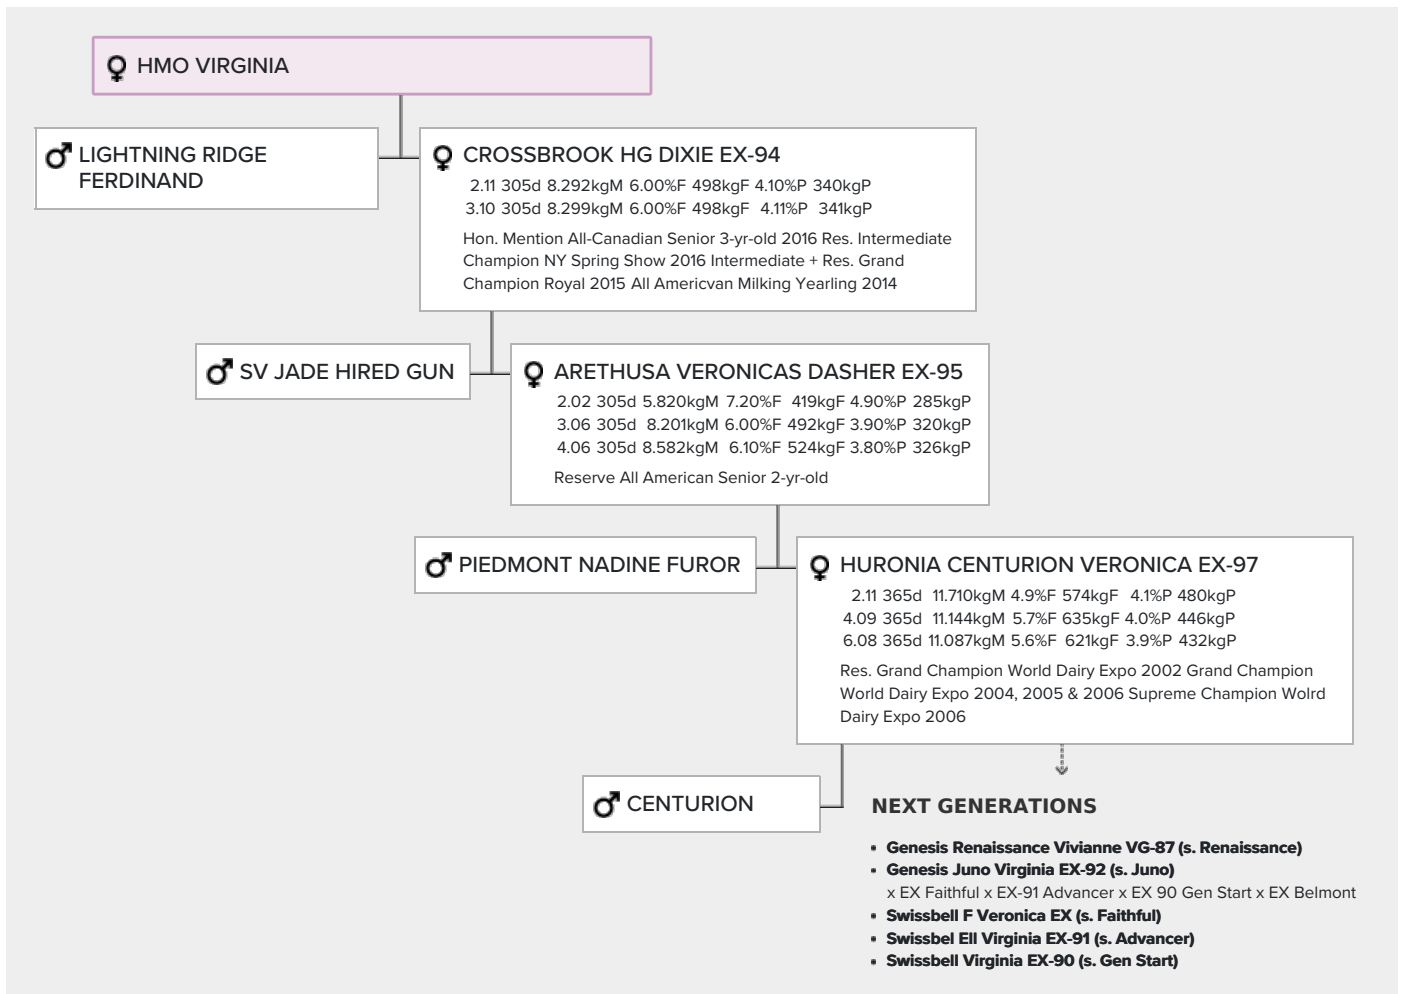 HMO VIRGINIA
LIGHTNING RIDGE
FERDINAND
CROSSBROOK HG DIXIE EX-94
2.11 305d 8.292kgM 6.00%F 498kgF 4.10%P 340kgP
3.10 305d 8.299kgM 6.00%F 498kgF 4.11%P 341kgP
Hon. Mention All-Canadian Senior 3-yr-old 2016 Res. Intermediate
Champion NY Spring Show 2016 Intermediate + Res. Grand
Champion Royal 2015 All Americvan Milking Yearling 2014
SV JADE HIRED GUN
ARETHUSA VERONICAS DASHER EX-95
2.02 305d 5.820kgM 7.20%F 419kgF 4.90%P 285kgP
3.06 305d 8.201kgM 6.00%F 492kgF 3.90%P 320kgP
4.06 305d 8.582kgM 6.10%F 524kgF 3.80%P 326kgP
Reserve All American Senior 2-yr-old
PIEDMONT NADINE FUROR
HURONIA CENTURION VERONICA EX-97
2.11 365d 11.710kgM 4.9%F 574kgF 4.1%P 480kgP
4.09 365d 11.144kgM 5.7%F 635kgF 4.0%P 446kgP
6.08 365d 11.087kgM 5.6%F 621kgF 3.9%P 432kgP
Res. Grand Champion World Dairy Expo 2002 Grand Champion
World Dairy Expo 2004, 2005 & 2006 Supreme Champion Wolrd
Dairy Expo 2006
CENTURION
NEXT GENERATIONS
• Genesis Renaissance Vivianne VG-87 (s. Renaissance)
• Genesis Juno Virginia EX-92 (s. Juno)
x EX Faithful x EX-91 Advancer x EX 90 Gen Start x EX Belmont
• Swissbell F Veronica EX (s. Faithful)
• Swissbel Ell Virginia EX-91 (s. Advancer)
• Swissbell Virginia EX-90 (s. Gen Start)